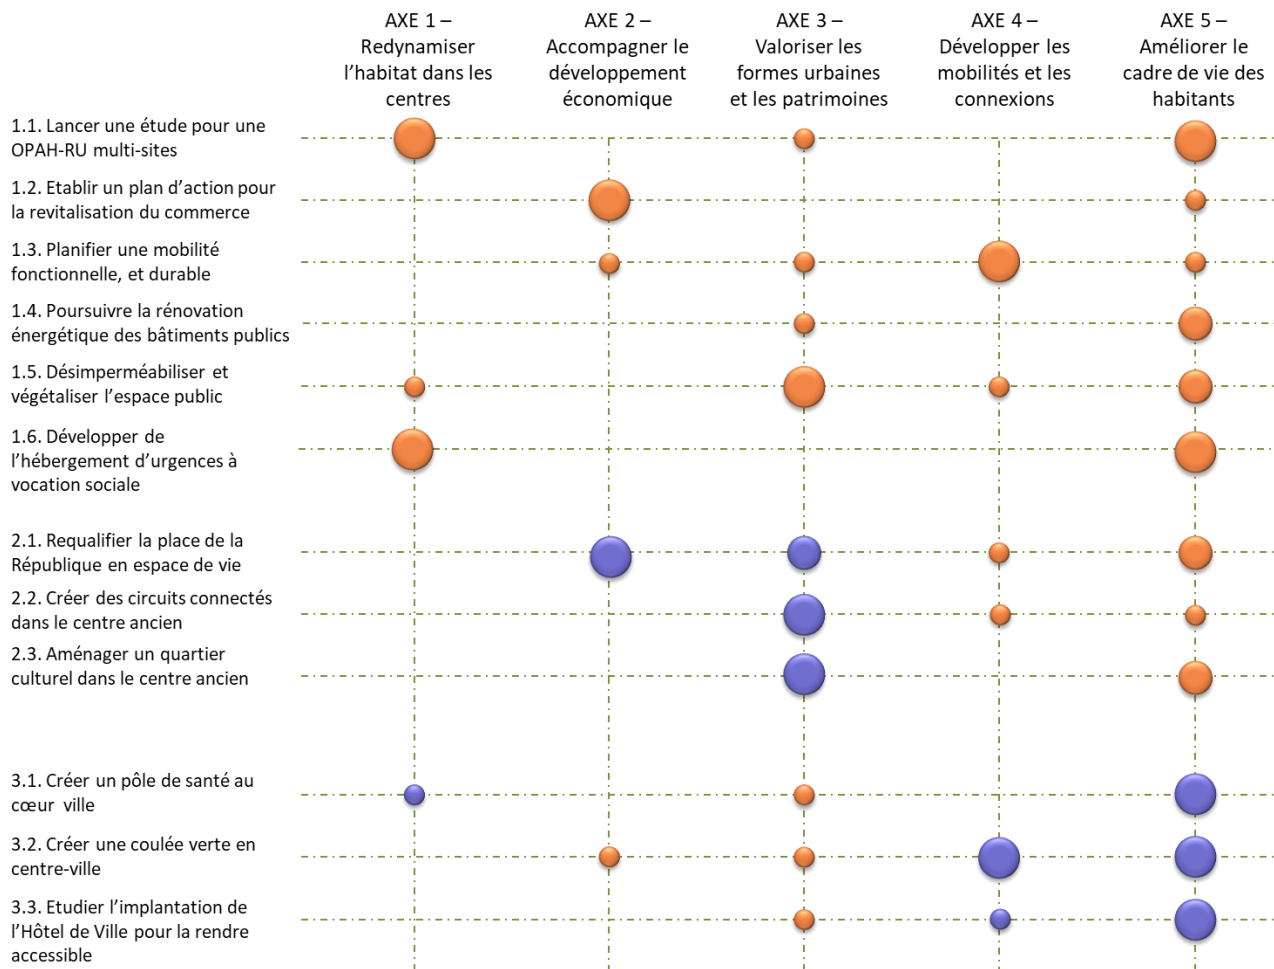 AXE 1 –
Redynamiser
l’habitat dans les
centres
AXE 2 –
Accompagner le
développement
économique
AXE 3 –
Valoriser les
formes urbaines
et les patrimoines
AXE 4 –
Développer les
mobilités et les
connexions
AXE 5 –
Améliorer le
cadre de vie des
habitants
1.1. Lancer une étude pour une
OPAH-RU multi-sites
1.2. Etablir un plan d’action pour
la revitalisation du commerce
1.3. Planifier une mobilité
fonctionnelle, et durable
1.4. Poursuivre la rénovation
énergétique des bâtiments publics
1.5. Désimperméabiliser et
végétaliser l’espace public
1.6. Développer de
l’hébergement d’urgences à
vocation sociale
2.1. Requalifier la place de la
République en espace de vie
2.2. Créer des circuits connectés
dans le centre ancien
2.3. Aménager un quartier
culturel dans le centre ancien
3.1. Créer un pôle de santé au
cœur ville
3.2. Créer une coulée verte en
centre-ville
3.3. Etudier l’implantation de
l’Hôtel de Ville pour la rendre
accessible